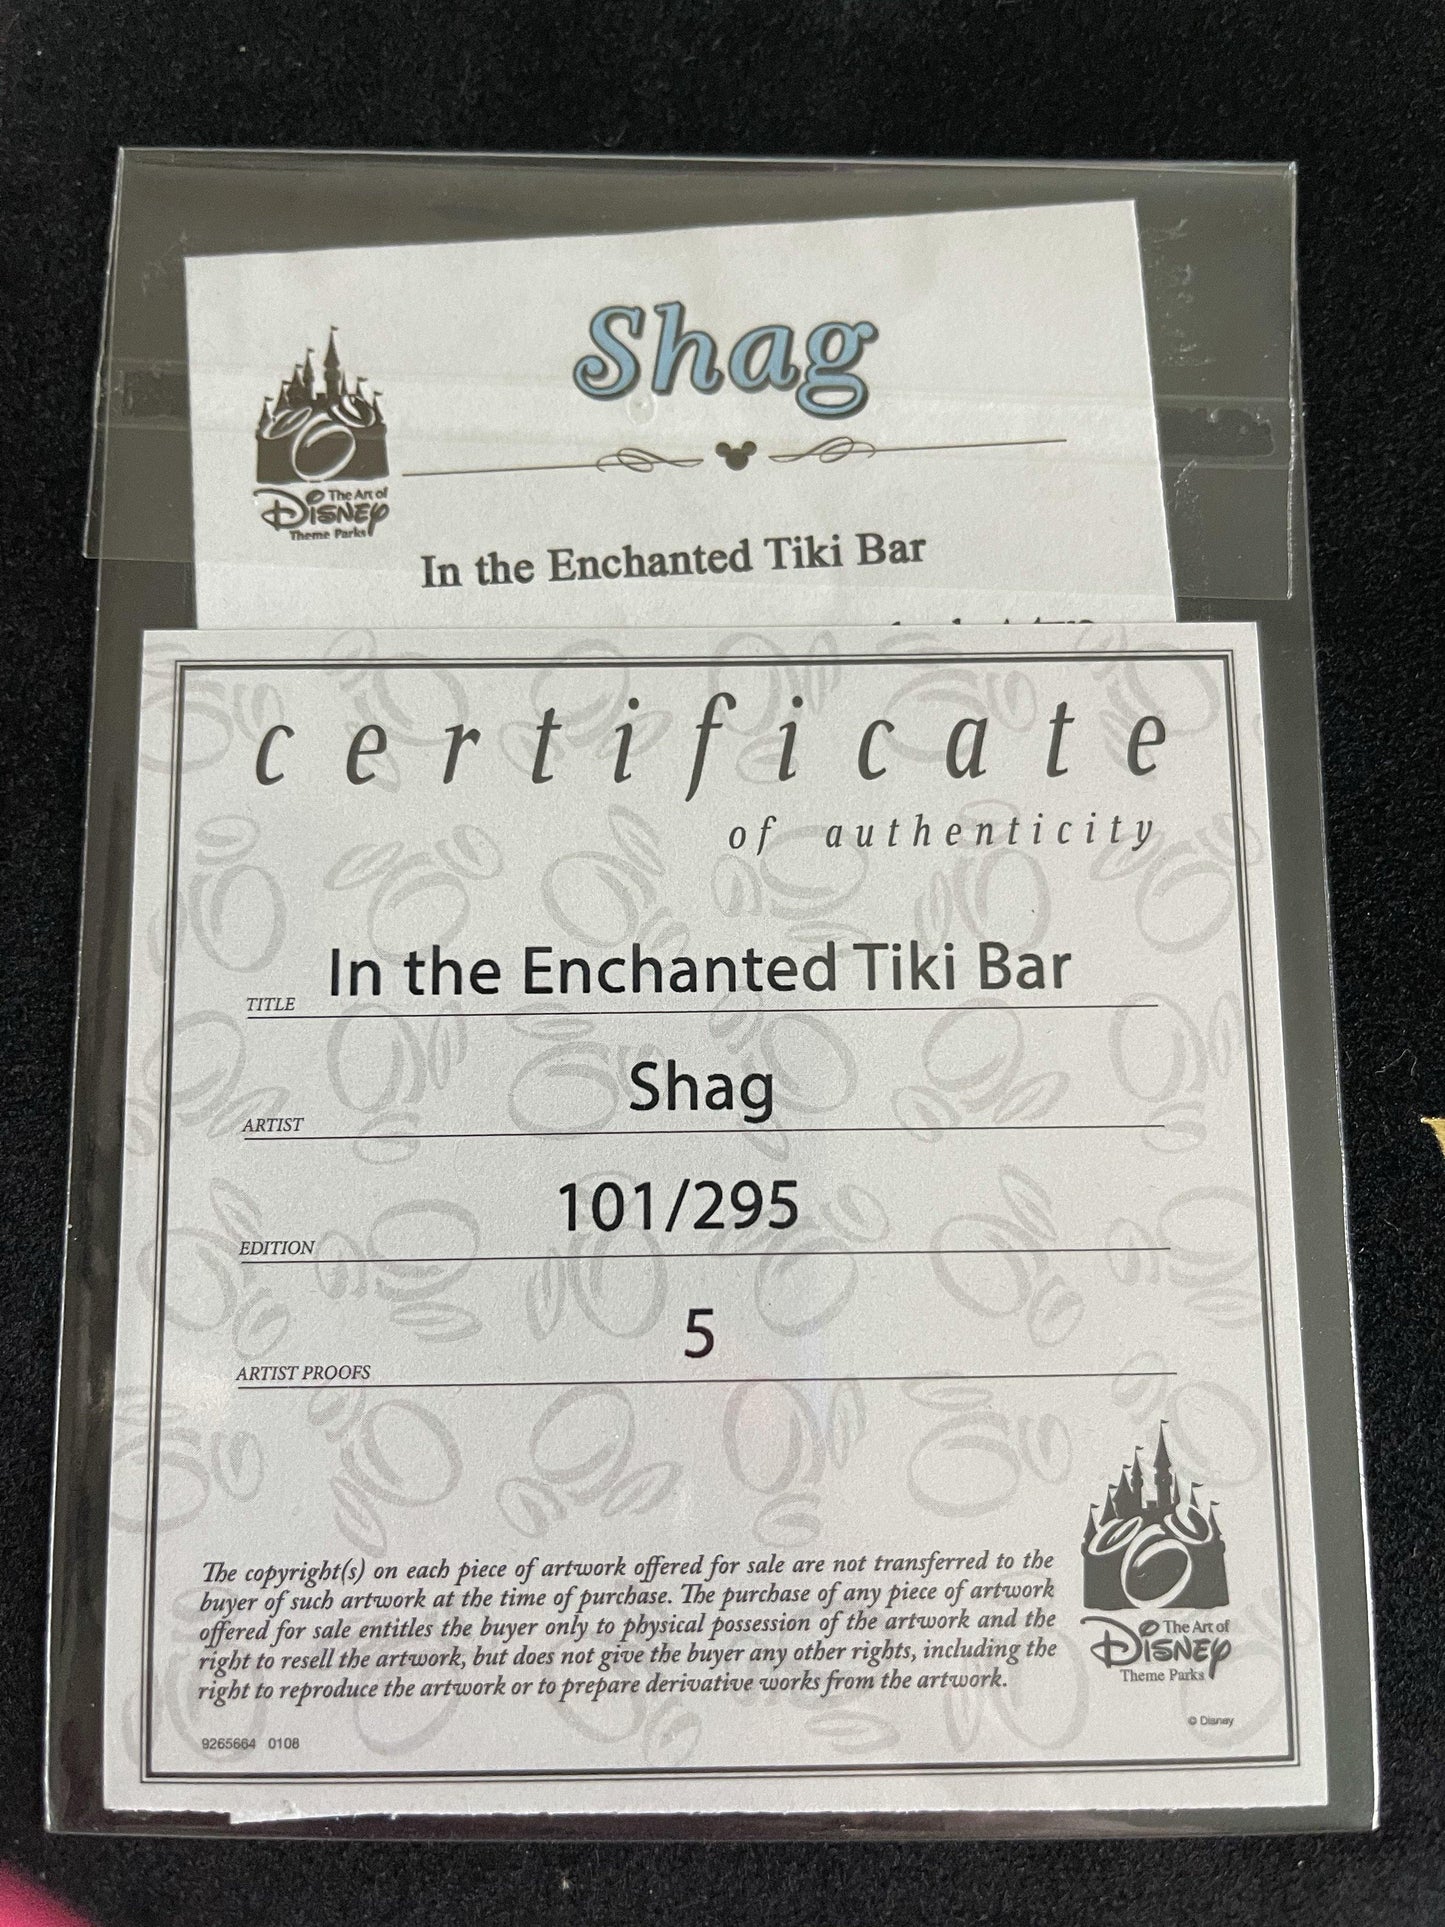 Shag
The Art of
Disney
Theme Parks
In the Enchanted Tiki Bar
certificate
of authenticity
TITLE In the Enchanted Tiki Bar
ARTIST Shag
EDITION 101/295
ARTIST PROOFS 5
The copyright(s) on each piece of artwork offered for sale are not transferred to the
buyer of such artwork at the time of purchase. The purchase of any piece of artwork
offered for sale entitles the buyer only to physical possession of the artwork and the
right to resell the artwork, but does not give the buyer any other rights, including the
right to reproduce the artwork or to prepare derivative works from the artwork.
The Art of
Disney
Theme Parks
© Disney
9265664 0108